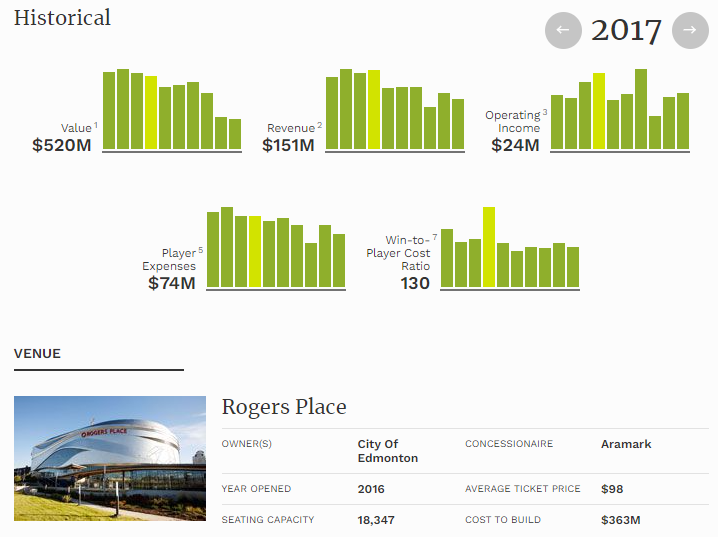 Historical
← 2017 →
Value 1
$520M
Revenue 2
$151M
Operating 3
Income
$24M
Player 5
Expenses
$74M
Win-to- 7
Player Cost
Ratio
130
VENUE
ROGERS PLACE
Rogers Place
OWNER(S) City Of CONCESSIONAIRE Aramark
Edmonton
YEAR OPENED 2016 AVERAGE TICKET PRICE $98
SEATING CAPACITY 18,347 COST TO BUILD $363M